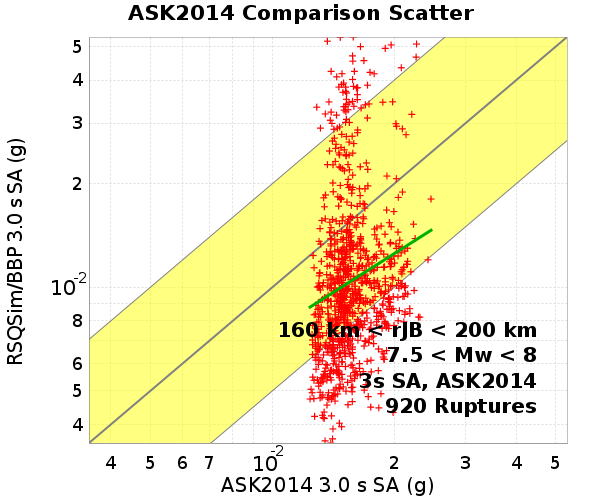 ASK2014 Comparison Scatter
RSQSim/BBP 3.0 s SA (g)
5
4
3
2
10-2
8
7
6
5
4
160 km < rJB < 200 km
7.5 < Mw < 8
3s SA, ASK2014
920 Ruptures
4 5 6 7 10-2 2 3 4 5
ASK2014 3.0 s SA (g)